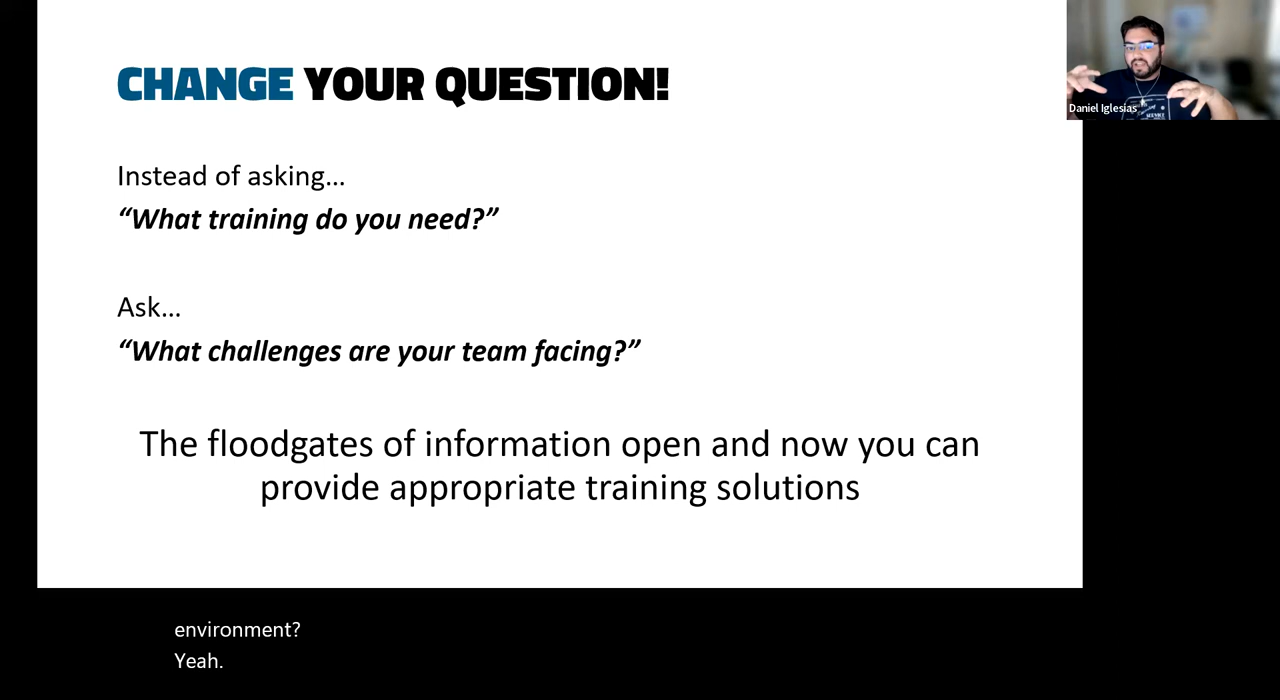 CHANGE YOUR QUESTION!
Instead of asking...
“What training do you need?”
Ask...
“What challenges are your team facing?”
The floodgates of information open and now you can
provide appropriate training solutions
Daniel Iglesias
environment?
Yeah.